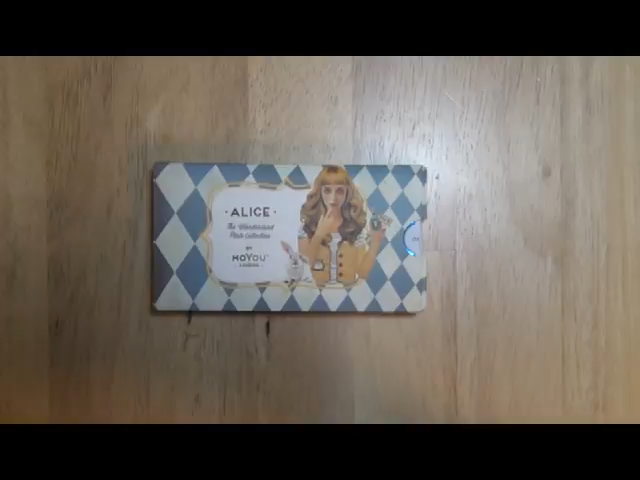 · ALICE ·
The Wonderland
Plate Collection
BY
MOYOU
LONDON